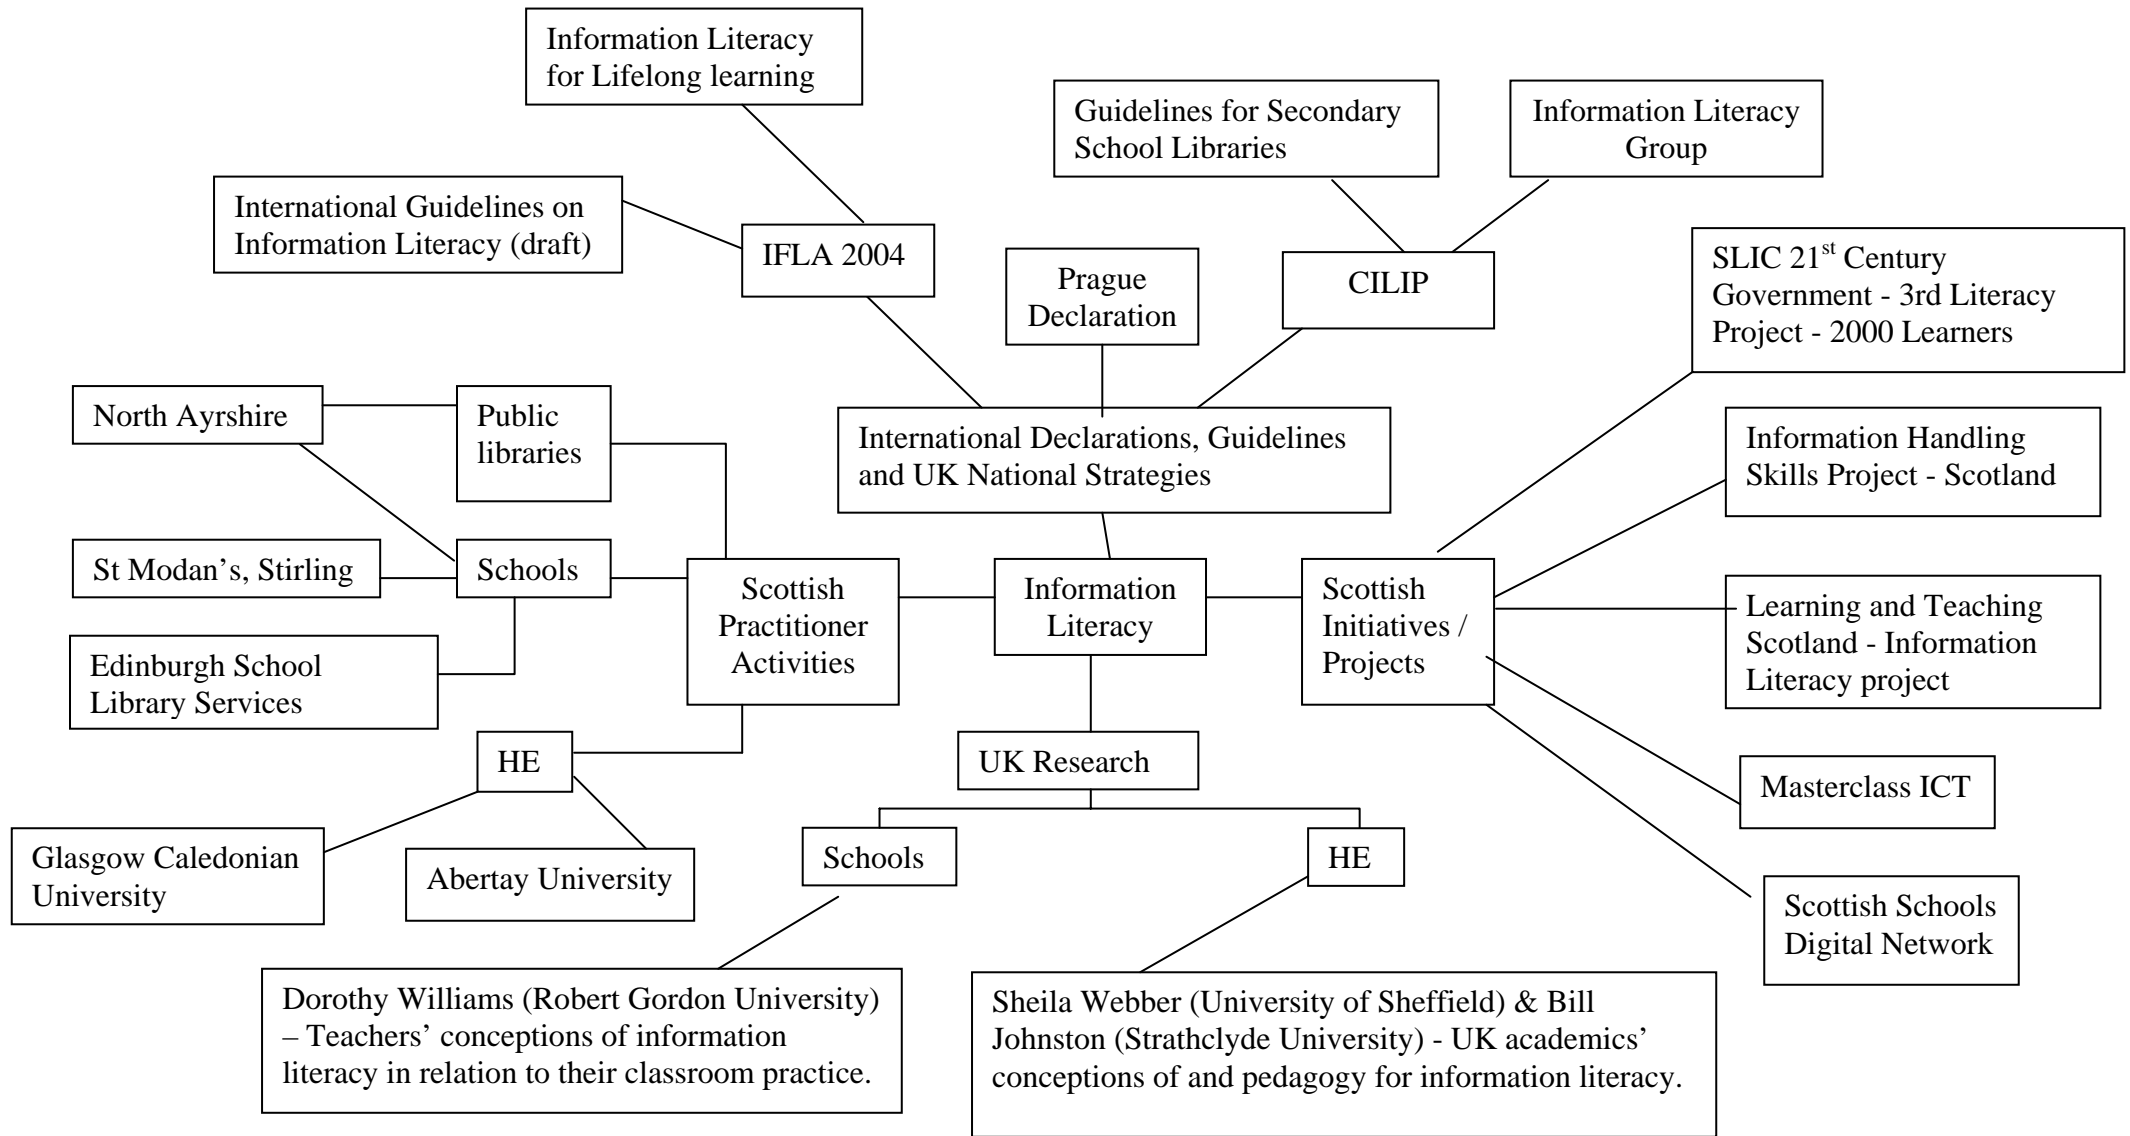 Information Literacy
for Lifelong learning
Guidelines for Secondary
School Libraries
Information Literacy
Group
International Guidelines on
Information Literacy (draft)
IFLA 2004
Prague
Declaration
CILIP
SLIC 21st Century
Government - 3rd Literacy
Project - 2000 Learners
North Ayrshire
Public
libraries
International Declarations, Guidelines
and UK National Strategies
Information Handling
Skills Project - Scotland
St Modan’s, Stirling
Schools
Scottish
Practitioner
Activities
Information
Literacy
Scottish
Initiatives /
Projects
Learning and Teaching
Scotland - Information
Literacy project
Edinburgh School
Library Services
HE
UK Research
Masterclass ICT
Glasgow Caledonian
University
Abertay University
Schools
HE
Scottish Schools
Digital Network
Dorothy Williams (Robert Gordon University)
– Teachers’ conceptions of information
literacy in relation to their classroom practice.
Sheila Webber (University of Sheffield) & Bill
Johnston (Strathclyde University) - UK academics’
conceptions of and pedagogy for information literacy.